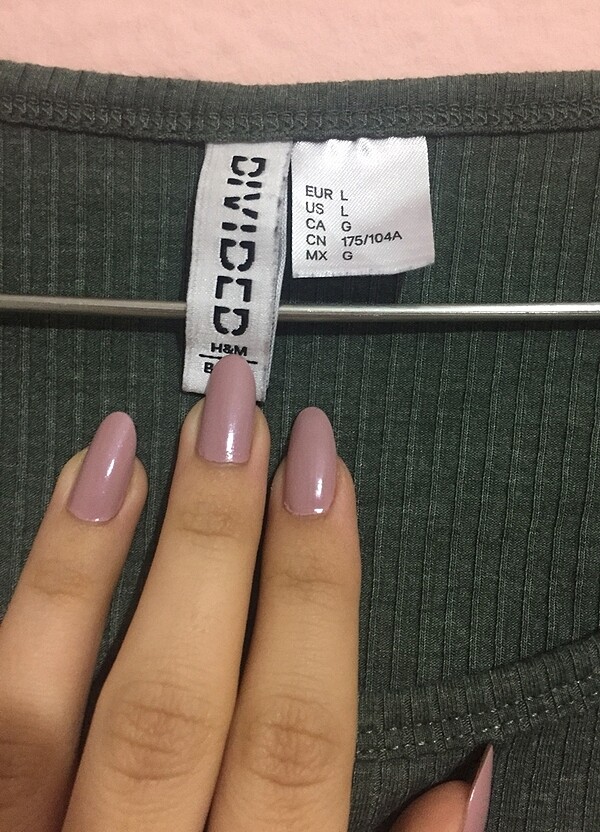 DIVIDED
H&M
EUR L
US L
CA G
CN 175/104A
MX G